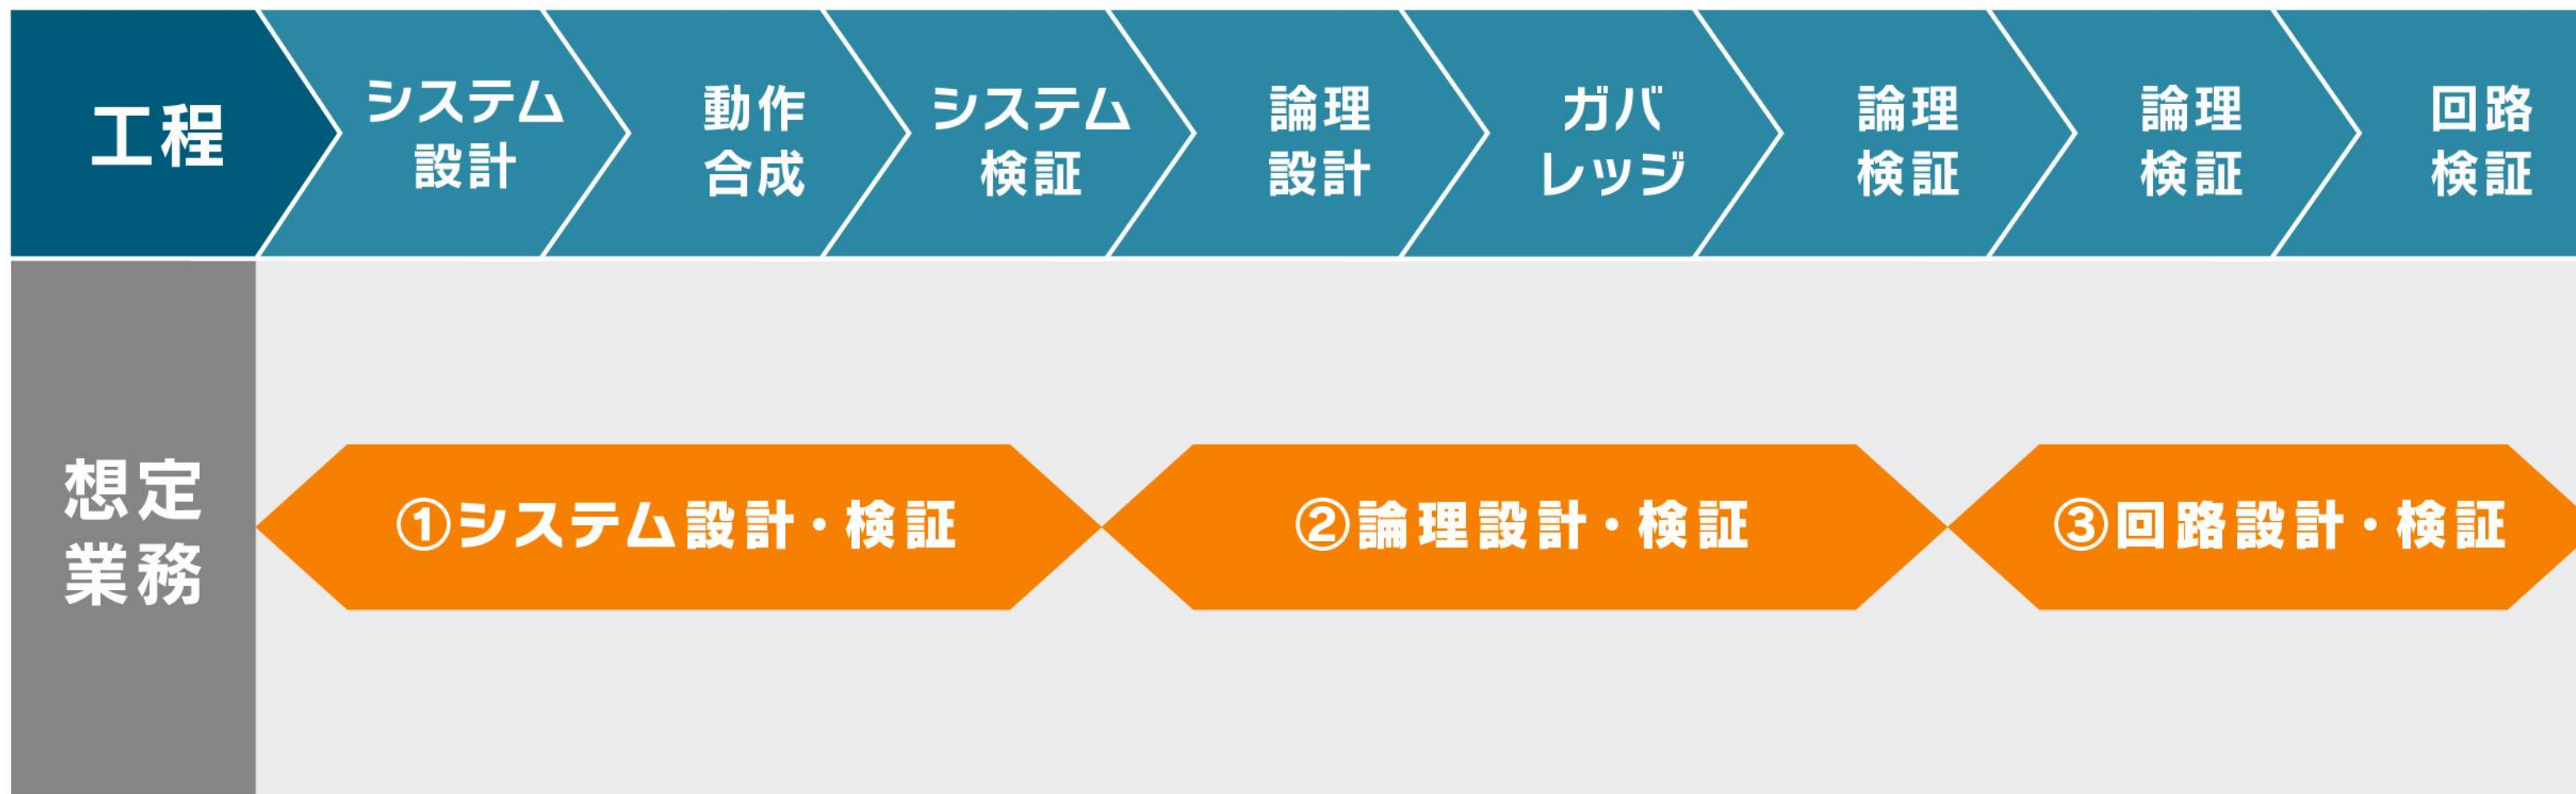 工程
システム
設計
動作
合成
システム
検証
論理
設計
ガバ
レッジ
論理
検証
論理
検証
回路
検証
想定
業務
①システム設計・検証
②論理設計・検証
③回路設計・検証